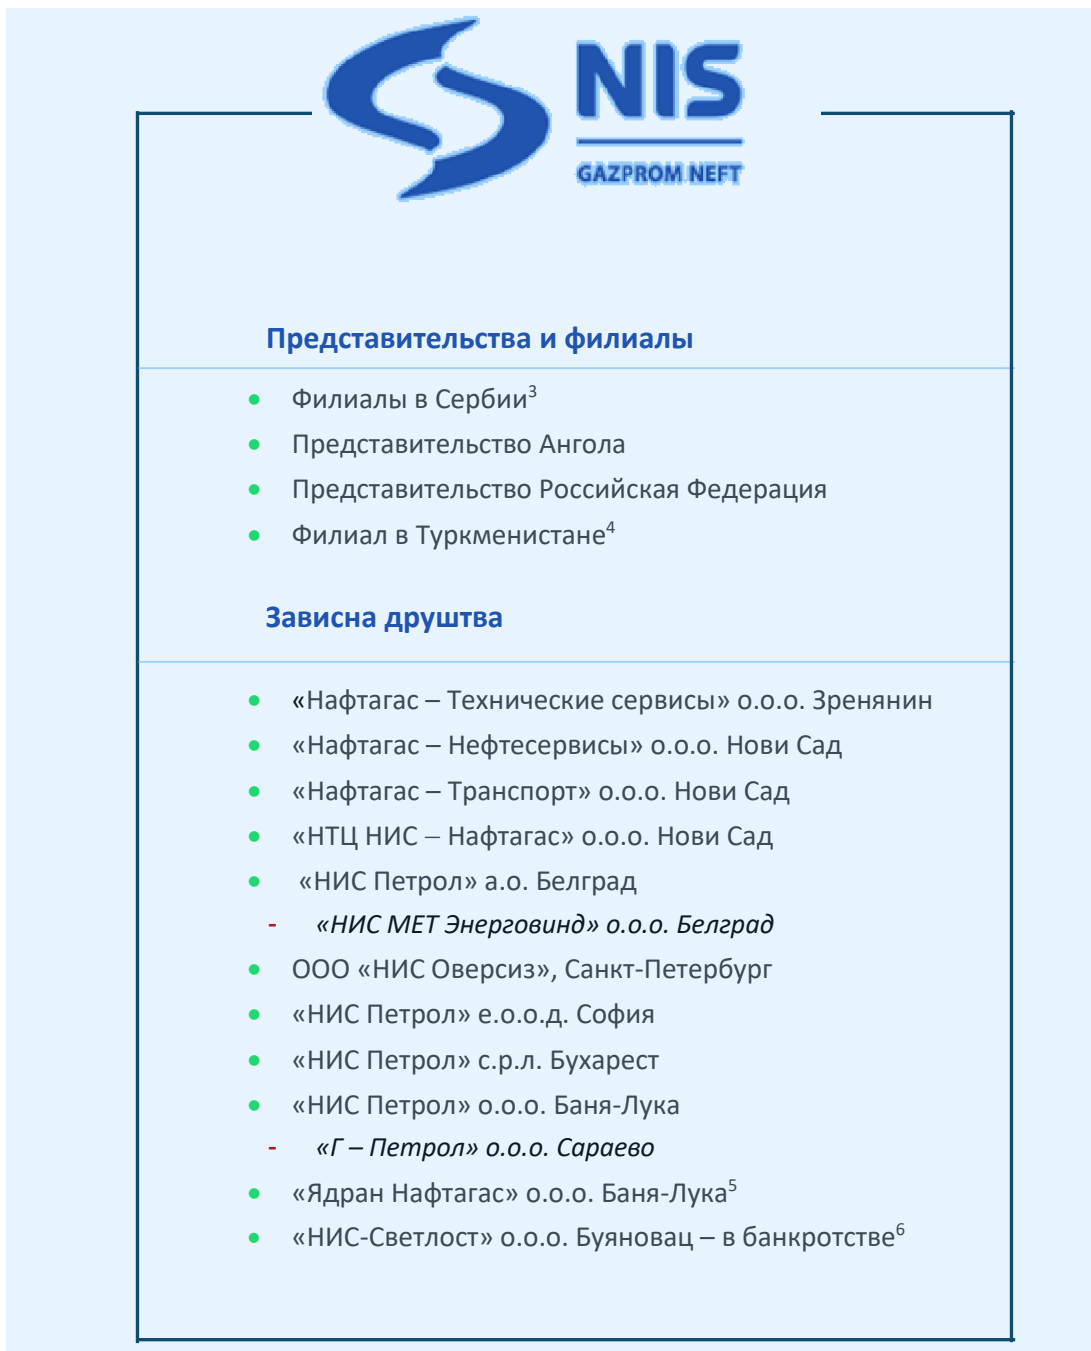 NIS
GAZPROM NEFT
Представительства и филиалы
• Филиалы в Сербии³
• Представительство Ангола
• Представительство Российская Федерация
• Филиал в Туркменистане⁴
Зависна друштва
• «Нафтагас – Технические сервисы» о.о.о. Зренянин
• «Нафтагас – Нефтесервисы» о.о.о. Нови Сад
• «Нафтагас – Транспорт» о.о.о. Нови Сад
• «НТЦ НИС – Нафтагас» о.о.о. Нови Сад
• «НИС Петрол» а.о. Белград
- «НИС МЕТ Энерговинд» о.о.о. Белград
• ООО «НИС Оверсиз», Санкт-Петербург
• «НИС Петрол» е.о.о.д. София
• «НИС Петрол» с.р.л. Бухарест
• «НИС Петрол» о.о.о. Баня-Лука
- «Г – Петрол» о.о.о. Сараево
• «Ядран Нафтагас» о.о.о. Баня-Лука⁵
• «НИС-Светлост» о.о.о. Буяновац – в банкротстве⁶